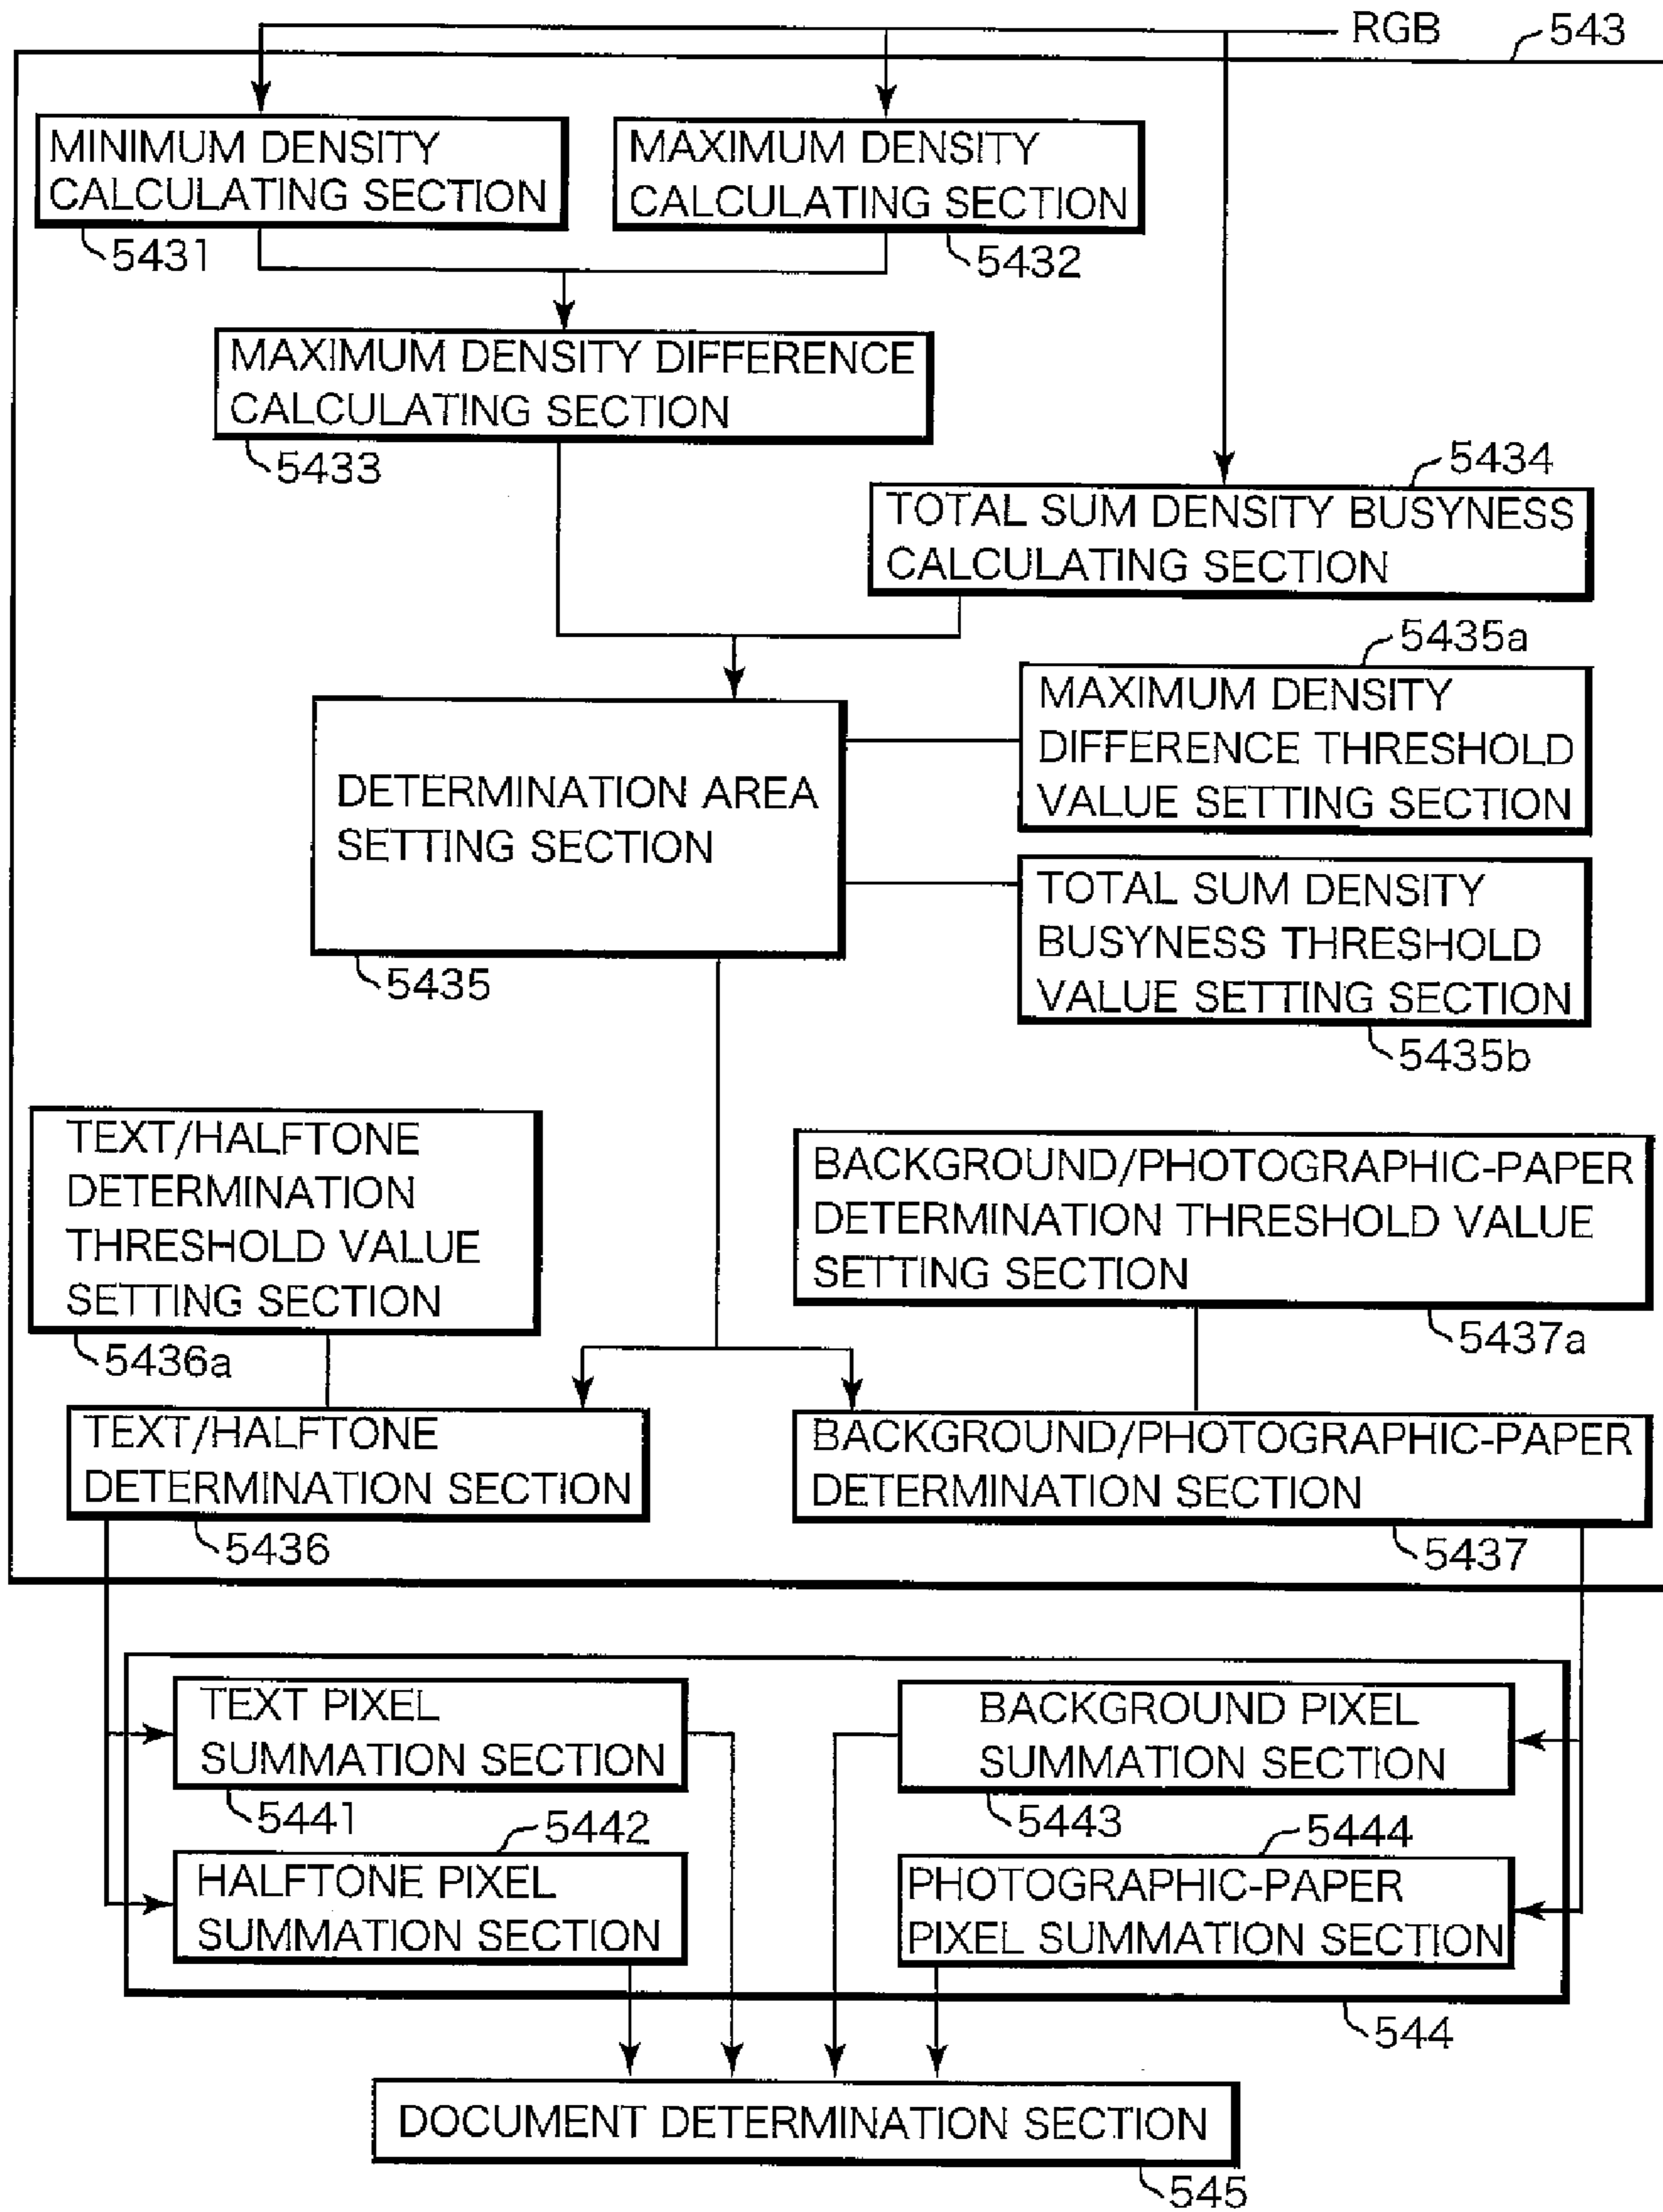 RGB
543
MINIMUM DENSITY
CALCULATING SECTION
5431
MAXIMUM DENSITY
CALCULATING SECTION
5432
MAXIMUM DENSITY DIFFERENCE
CALCULATING SECTION
5433
5434
TOTAL SUM DENSITY BUSYNESS
CALCULATING SECTION
5435a
MAXIMUM DENSITY
DIFFERENCE THRESHOLD
VALUE SETTING SECTION
DETERMINATION AREA
SETTING SECTION
5435
TOTAL SUM DENSITY
BUSYNESS THRESHOLD
VALUE SETTING SECTION
5435b
TEXT/HALFTONE
DETERMINATION
THRESHOLD VALUE
SETTING SECTION
5436a
BACKGROUND/PHOTOGRAPHIC-PAPER
DETERMINATION THRESHOLD VALUE
SETTING SECTION
5437a
TEXT/HALFTONE
DETERMINATION SECTION
5436
BACKGROUND/PHOTOGRAPHIC-PAPER
DETERMINATION SECTION
5437
TEXT PIXEL
SUMMATION SECTION
5441
BACKGROUND PIXEL
SUMMATION SECTION
5443
5442
HALFTONE PIXEL
SUMMATION SECTION
5444
PHOTOGRAPHIC-PAPER
PIXEL SUMMATION SECTION
544
DOCUMENT DETERMINATION SECTION
545